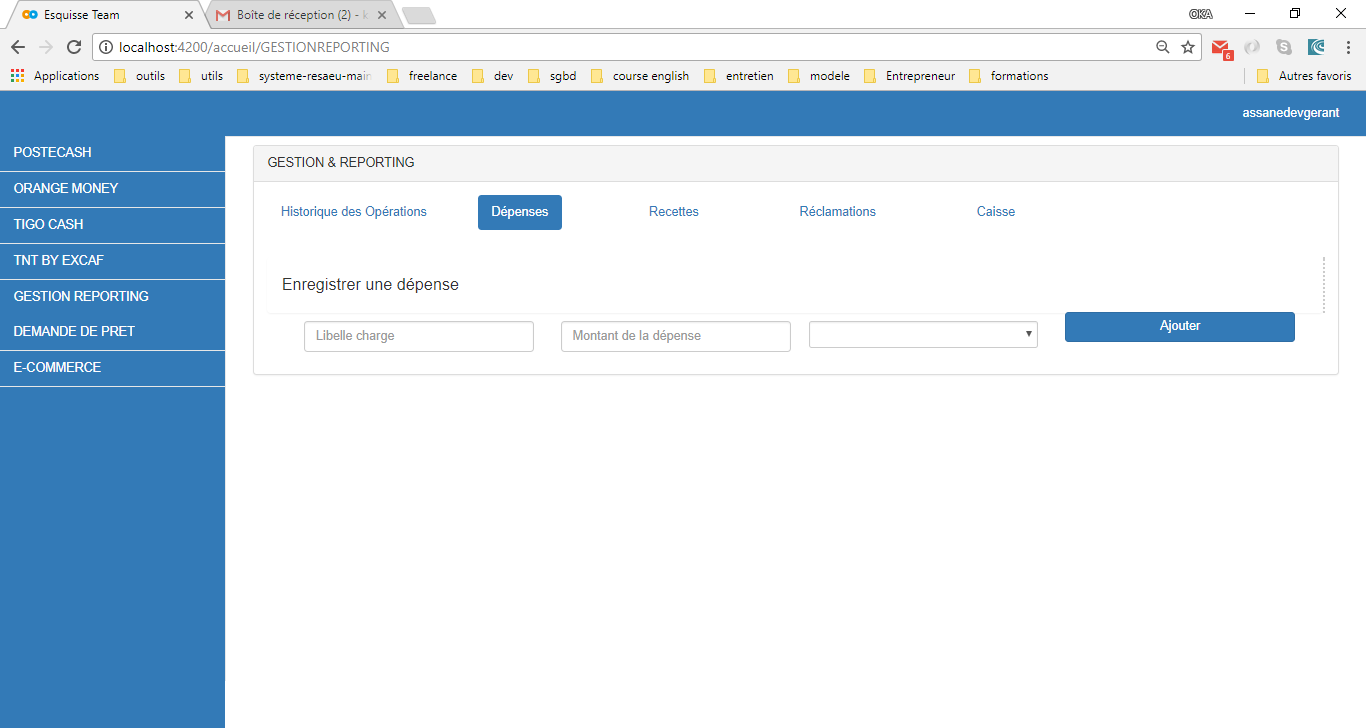 Esquisse Team
Boîte de réception (2) - k
OKA
localhost:4200/accueil/GESTIONREPORTING
6
Applications outils utils systeme-resaeu-main freelance dev sgbd course english entretien modele Entrepreneur formations Autres favoris
assanedevgerant
POSTECASH
ORANGE MONEY
TIGO CASH
TNT BY EXCAF
GESTION REPORTING
DEMANDE DE PRET
E-COMMERCE
GESTION & REPORTING
Historique des Opérations Dépenses Recettes Réclamations Caisse
Enregistrer une dépense
Libelle charge Montant de la dépense Ajouter